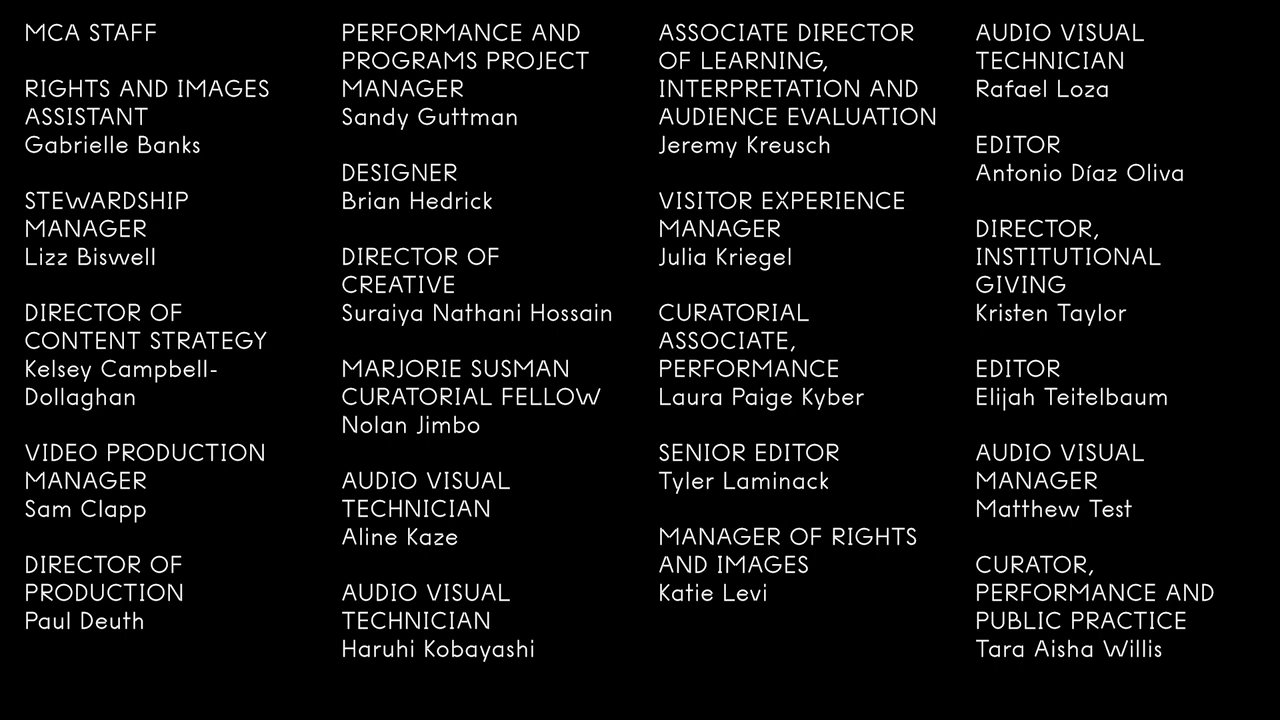 MCA STAFF
RIGHTS AND IMAGES
ASSISTANT
Gabrielle Banks
STEWARDSHIP
MANAGER
Lizz Biswell
DIRECTOR OF
CONTENT STRATEGY
Kelsey Campbell-
Dollaghan
VIDEO PRODUCTION
MANAGER
Sam Clapp
DIRECTOR OF
PRODUCTION
Paul Deuth
PERFORMANCE AND
PROGRAMS PROJECT
MANAGER
Sandy Guttman
DESIGNER
Brian Hedrick
DIRECTOR OF
CREATIVE
Suraiya Nathani Hossain
MARJORIE SUSMAN
CURATORIAL FELLOW
Nolan Jimbo
AUDIO VISUAL
TECHNICIAN
Aline Kaze
AUDIO VISUAL
TECHNICIAN
Haruhi Kobayashi
ASSOCIATE DIRECTOR
OF LEARNING,
INTERPRETATION AND
AUDIENCE EVALUATION
Jeremy Kreusch
VISITOR EXPERIENCE
MANAGER
Julia Kriegel
CURATORIAL
ASSOCIATE,
PERFORMANCE
Laura Paige Kyber
SENIOR EDITOR
Tyler Laminack
MANAGER OF RIGHTS
AND IMAGES
Katie Levi
AUDIO VISUAL
TECHNICIAN
Rafael Loza
EDITOR
Antonio Díaz Oliva
DIRECTOR,
INSTITUTIONAL
GIVING
Kristen Taylor
EDITOR
Elijah Teitelbaum
AUDIO VISUAL
MANAGER
Matthew Test
CURATOR,
PERFORMANCE AND
PUBLIC PRACTICE
Tara Aisha Willis